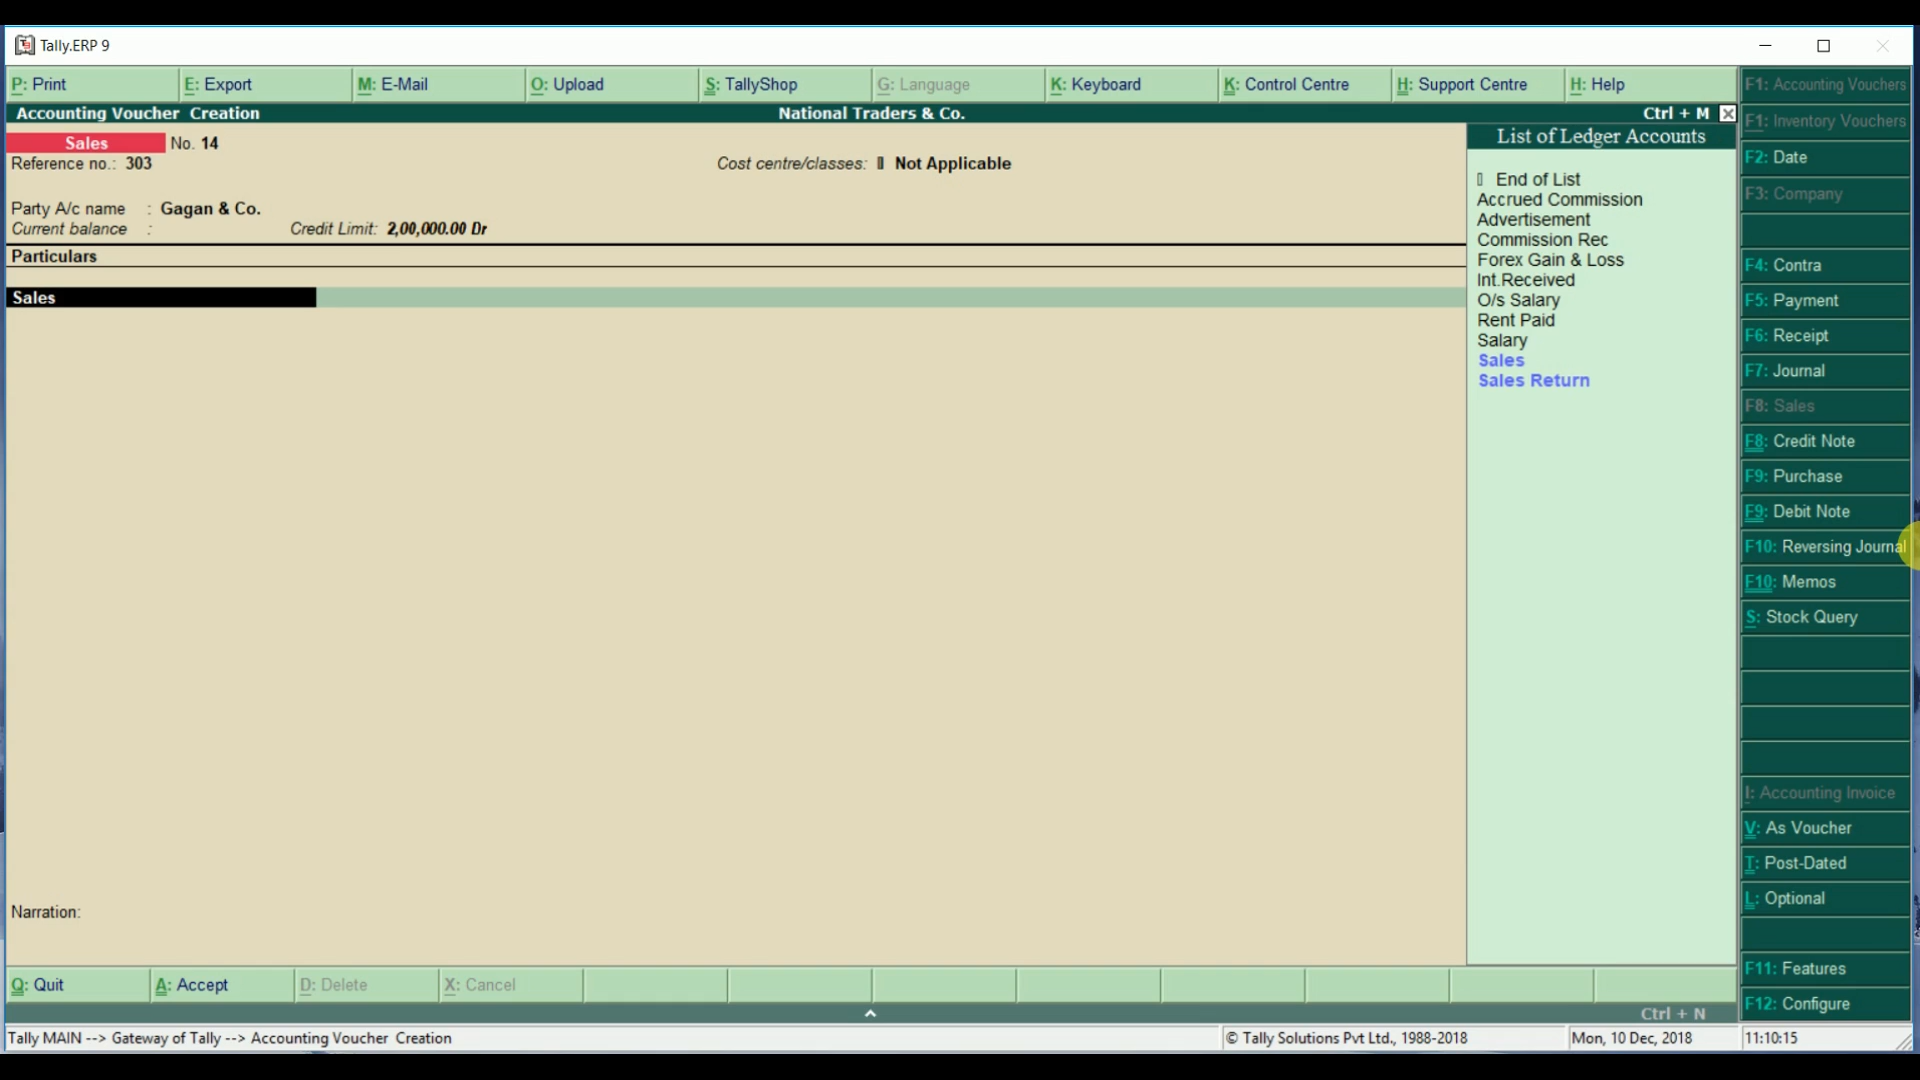 Tally.ERP 9
P: Print E: Export M: E-Mail O: Upload S: TallyShop G: Language K: Keyboard K: Control Centre H: Support Centre H: Help
Accounting Voucher Creation National Traders & Co. Ctrl + M
Sales No. 14
Reference no.: 303 Cost centre/classes: Not Applicable
Party A/c name : Gagan & Co.
Current balance : Credit Limit: 2,00,000.00 Dr
Particulars
Sales
Narration:
List of Ledger Accounts
End of List
Accrued Commission
Advertisement
Commission Rec
Forex Gain & Loss
Int.Received
O/s Salary
Rent Paid
Salary
Sales
Sales Return
F1: Accounting Vouchers
F1: Inventory Vouchers
F2: Date
F3: Company
F4: Contra
F5: Payment
F6: Receipt
F7: Journal
F8: Sales
F8: Credit Note
F9: Purchase
F9: Debit Note
F10: Reversing Journal
F10: Memos
S: Stock Query
I: Accounting Invoice
V: As Voucher
T: Post-Dated
L: Optional
F11: Features
F12: Configure
Q: Quit A: Accept D: Delete X: Cancel
Ctrl + N
Tally MAIN --> Gateway of Tally --> Accounting Voucher Creation © Tally Solutions Pvt Ltd., 1988-2018 Mon, 10 Dec, 2018 11:10:15